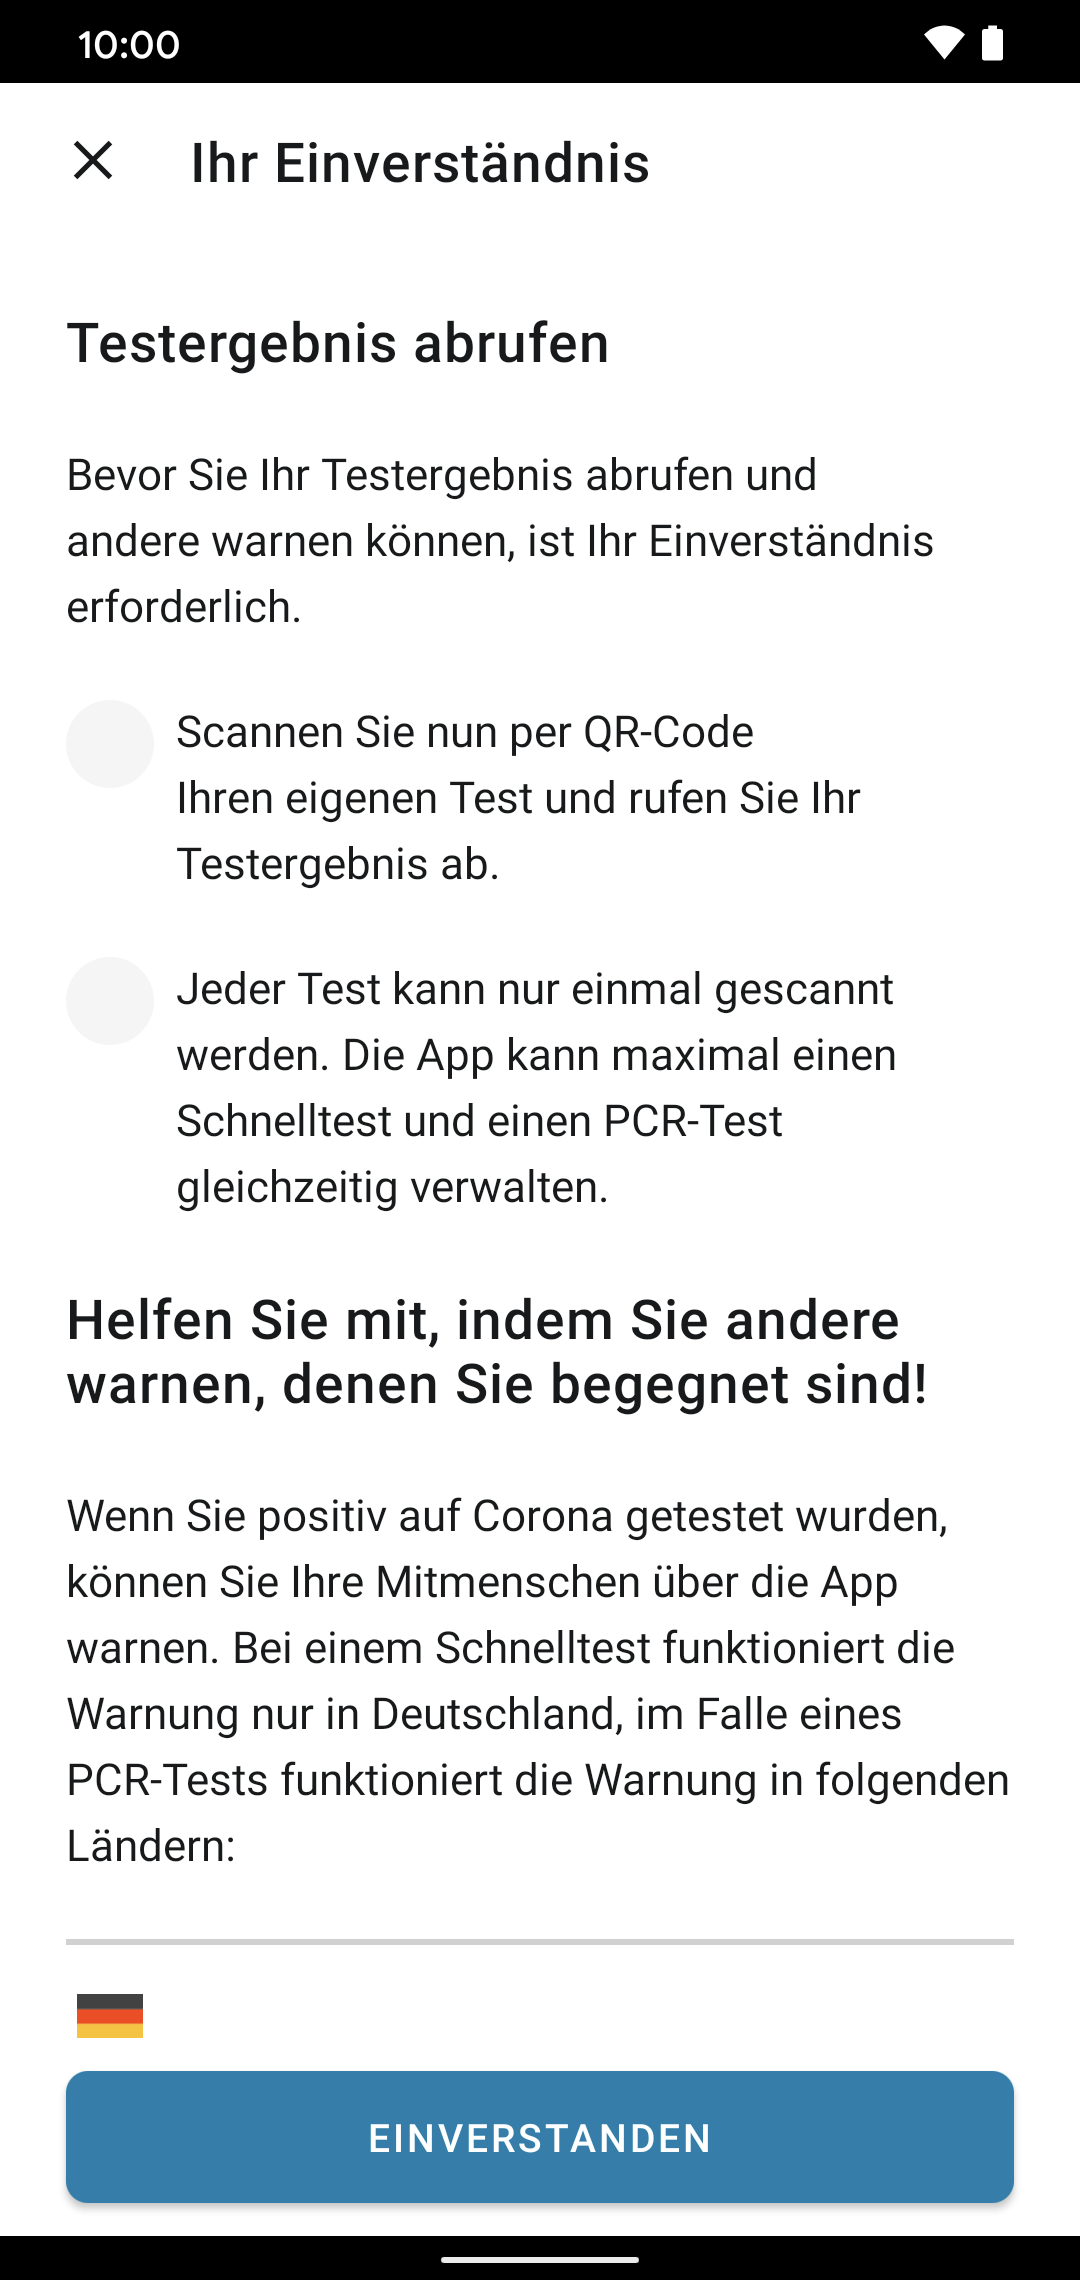 10:00
Ihr Einverständnis
Testergebnis abrufen
Bevor Sie Ihr Testergebnis abrufen und
andere warnen können, ist Ihr Einverständnis
erforderlich.
Scannen Sie nun per QR-Code
Ihren eigenen Test und rufen Sie Ihr
Testergebnis ab.
Jeder Test kann nur einmal gescannt
werden. Die App kann maximal einen
Schnelltest und einen PCR-Test
gleichzeitig verwalten.
Helfen Sie mit, indem Sie andere
warnen, denen Sie begegnet sind!
Wenn Sie positiv auf Corona getestet wurden,
können Sie Ihre Mitmenschen über die App
warnen. Bei einem Schnelltest funktioniert die
Warnung nur in Deutschland, im Falle eines
PCR-Tests funktioniert die Warnung in folgenden
Ländern:
EINVERSTANDEN